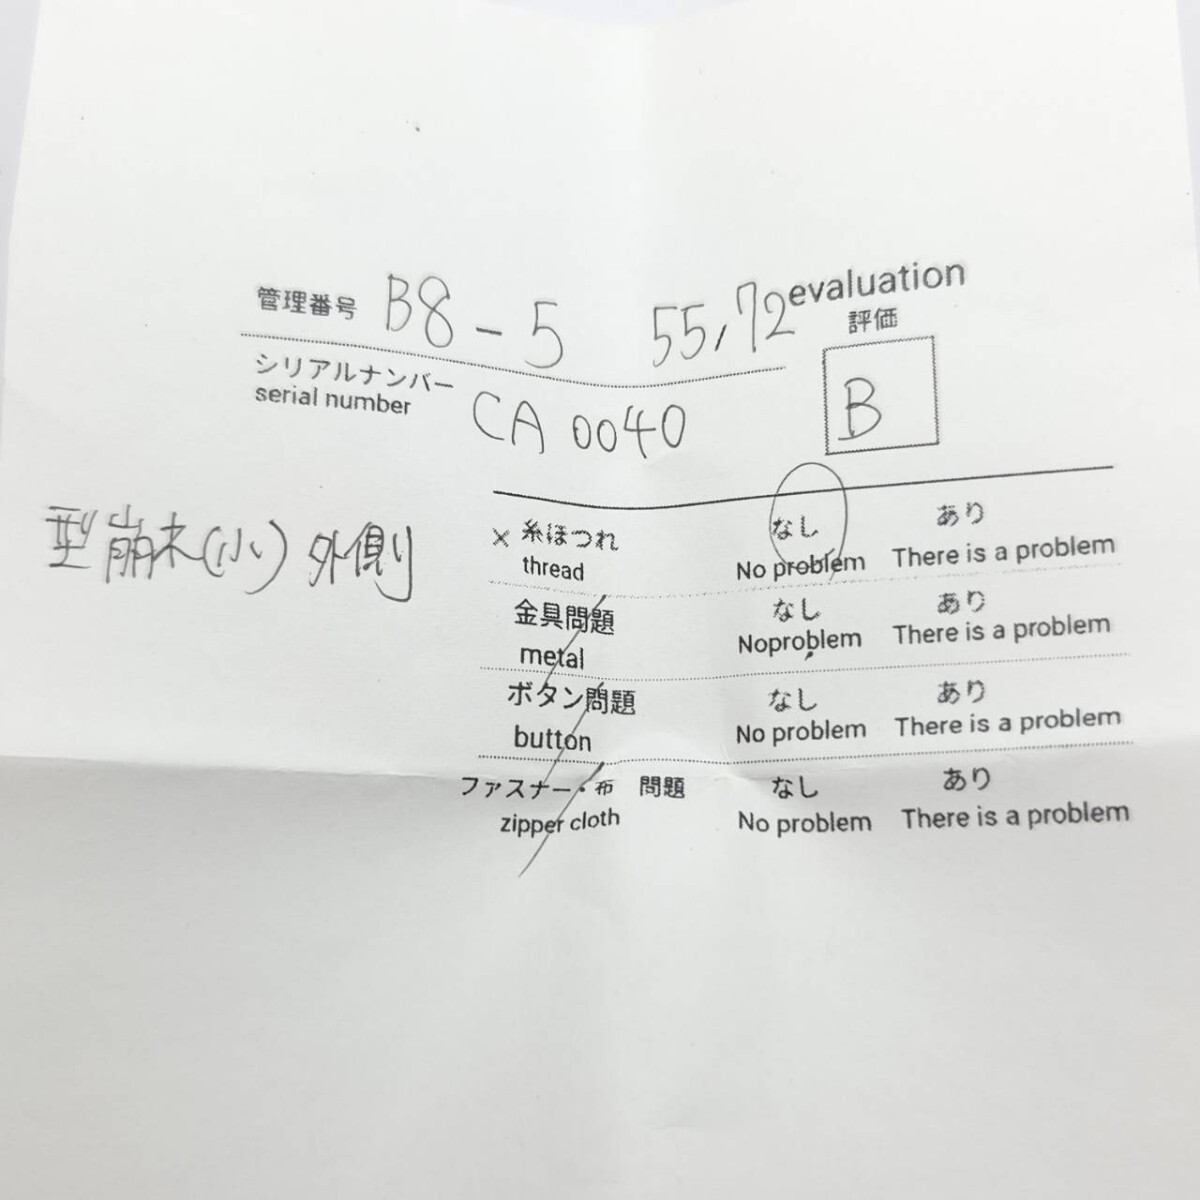 管理番号 B8-5 55,72 evaluation
評価
シリアルナンバー
serial number CA 0040 B
型崩れ(小) 外側
× 糸ほつれ なし あり
thread No problem There is a problem
金具問題 なし あり
metal Noproblem There is a problem
ボタン問題 なし あり
button No problem There is a problem
ファスナー・布 問題 なし あり
zipper cloth No problem There is a problem